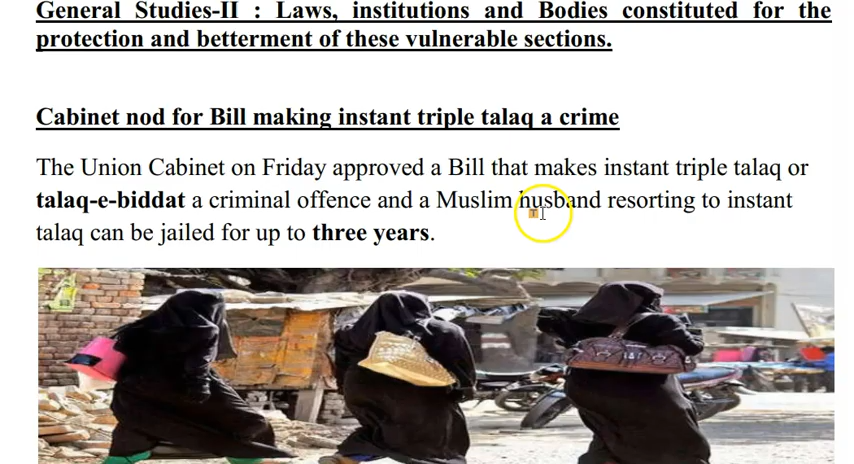 General Studies-II : Laws, institutions and Bodies constituted for the
protection and betterment of these vulnerable sections.
Cabinet nod for Bill making instant triple talaq a crime
The Union Cabinet on Friday approved a Bill that makes instant triple talaq or
talaq-e-biddat a criminal offence and a Muslim husband resorting to instant
talaq can be jailed for up to three years.